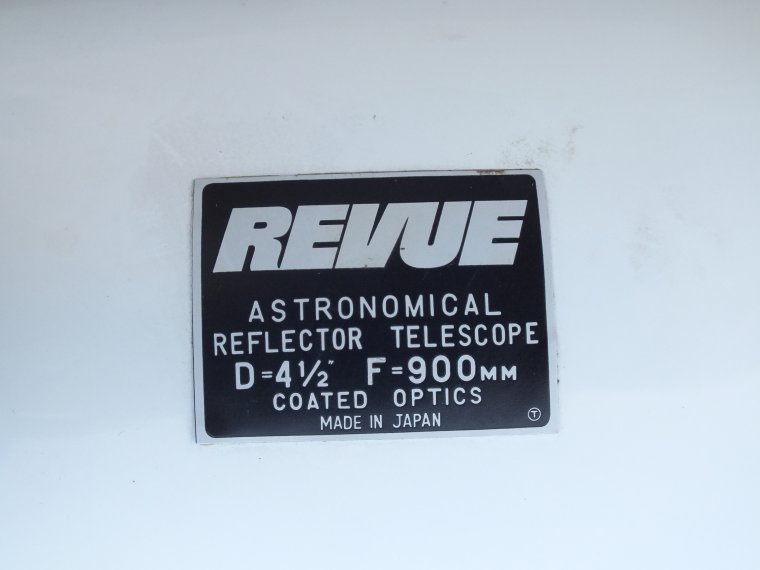 REVUE
ASTRONOMICAL
REFLECTOR TELESCOPE
D=4½" F=900MM
COATED OPTICS
MADE IN JAPAN Ⓣ